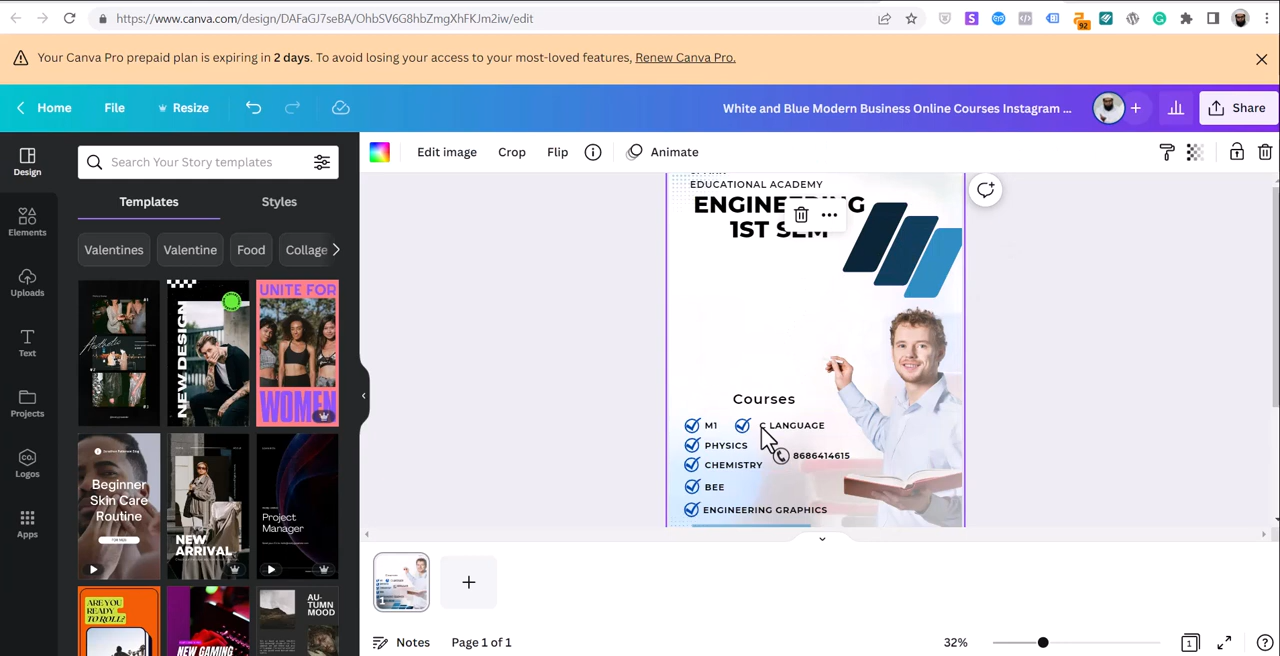 https://www.canva.com/design/DAFaGJ7seBA/OhbSV6G8hbZmgXhFKJm2iw/edit
92
Your Canva Pro prepaid plan is expiring in 2 days. To avoid losing your access to your most-loved features, Renew Canva Pro.
Home File Resize White and Blue Modern Business Online Courses Instagram ... Share
Design
Elements
Uploads
Text
Projects
Logos
Apps
Search Your Story templates
Templates Styles
Valentines Valentine Food Collage
Aesthetic
NEW DESIGN
UNITE FOR
WOMEN
Beginner
Skin Care
Routine
NEW
ARRIVAL
Project
Manager
ARE YOU
READY
TO ROLL?
NEW GAMING
AU-
TUMN
MOOD
Edit image Crop Flip Animate
EDUCATIONAL ACADEMY
ENGINEERING
1ST SEM
Courses
M1 C LANGUAGE
PHYSICS 8686414615
CHEMISTRY
BEE
ENGINEERING GRAPHICS
1
Notes Page 1 of 1 32% 1